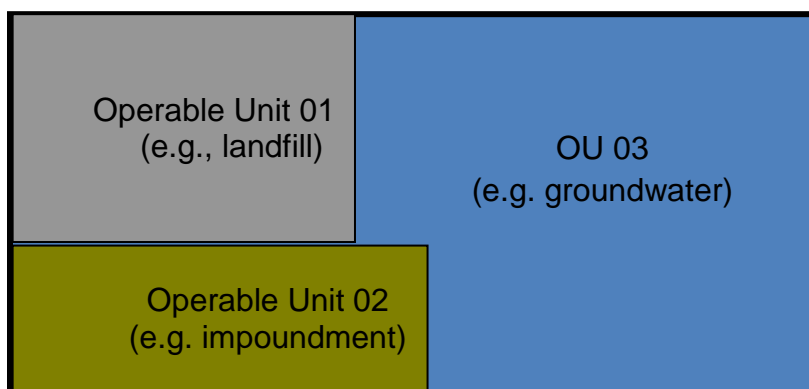 Operable Unit 01
(e.g., landfill)
OU 03
(e.g. groundwater)
Operable Unit 02
(e.g. impoundment)